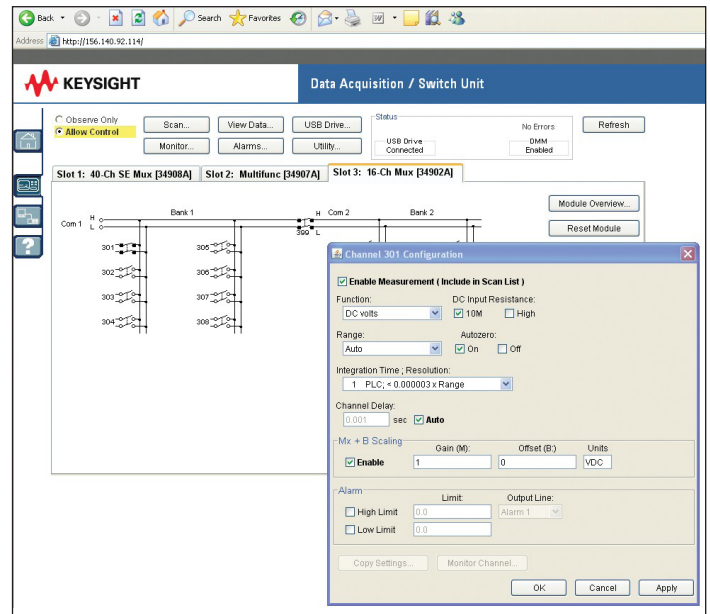 Back Search Favorites
Address http://156.140.92.114/
KEYSIGHT Data Acquisition / Switch Unit
Observe Only
Allow Control
Scan... View Data... USB Drive...
Monitor... Alarms... Utility...
Status
No Errors
USB Drive Connected
DMM Enabled
Refresh
Slot 1: 40-Ch SE Mux [34908A] Slot 2: Multifunc [34907A] Slot 3: 16-Ch Mux [34902A]
Module Overview...
Reset Module
Bank 1 H Com 2 Bank 2
Com 1 H
L
399 L
301 305
302 306
303 307
304 308
Channel 301 Configuration
Enable Measurement ( Include in Scan List )
Function: DC Input Resistance:
DC volts 10M High
Range: Autozero:
Auto On Off
Integration Time ; Resolution:
1 PLC; < 0.000003 x Range
Channel Delay:
0.001 sec Auto
Mx + B Scaling
Gain (M): Offset (B:) Units
Enable 1 0 VDC
Alarm
Limit: Output Line:
High Limit 0.0 Alarm 1
Low Limit 0.0
Copy Settings... Monitor Channel...
OK Cancel Apply